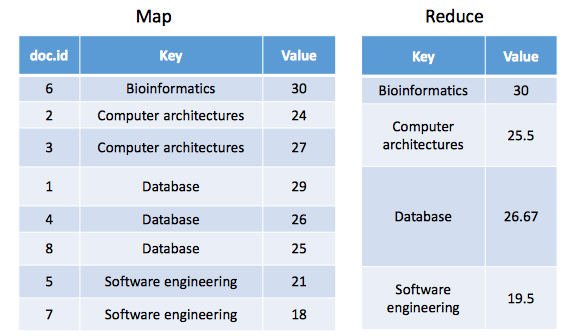 Map
doc.id Key Value
6 Bioinformatics 30
2 Computer architectures 24
3 Computer architectures 27
1 Database 29
4 Database 26
8 Database 25
5 Software engineering 21
7 Software engineering 18
Reduce
Key Value
Bioinformatics 30
Computer
architectures 25.5
Database 26.67
Software
engineering 19.5